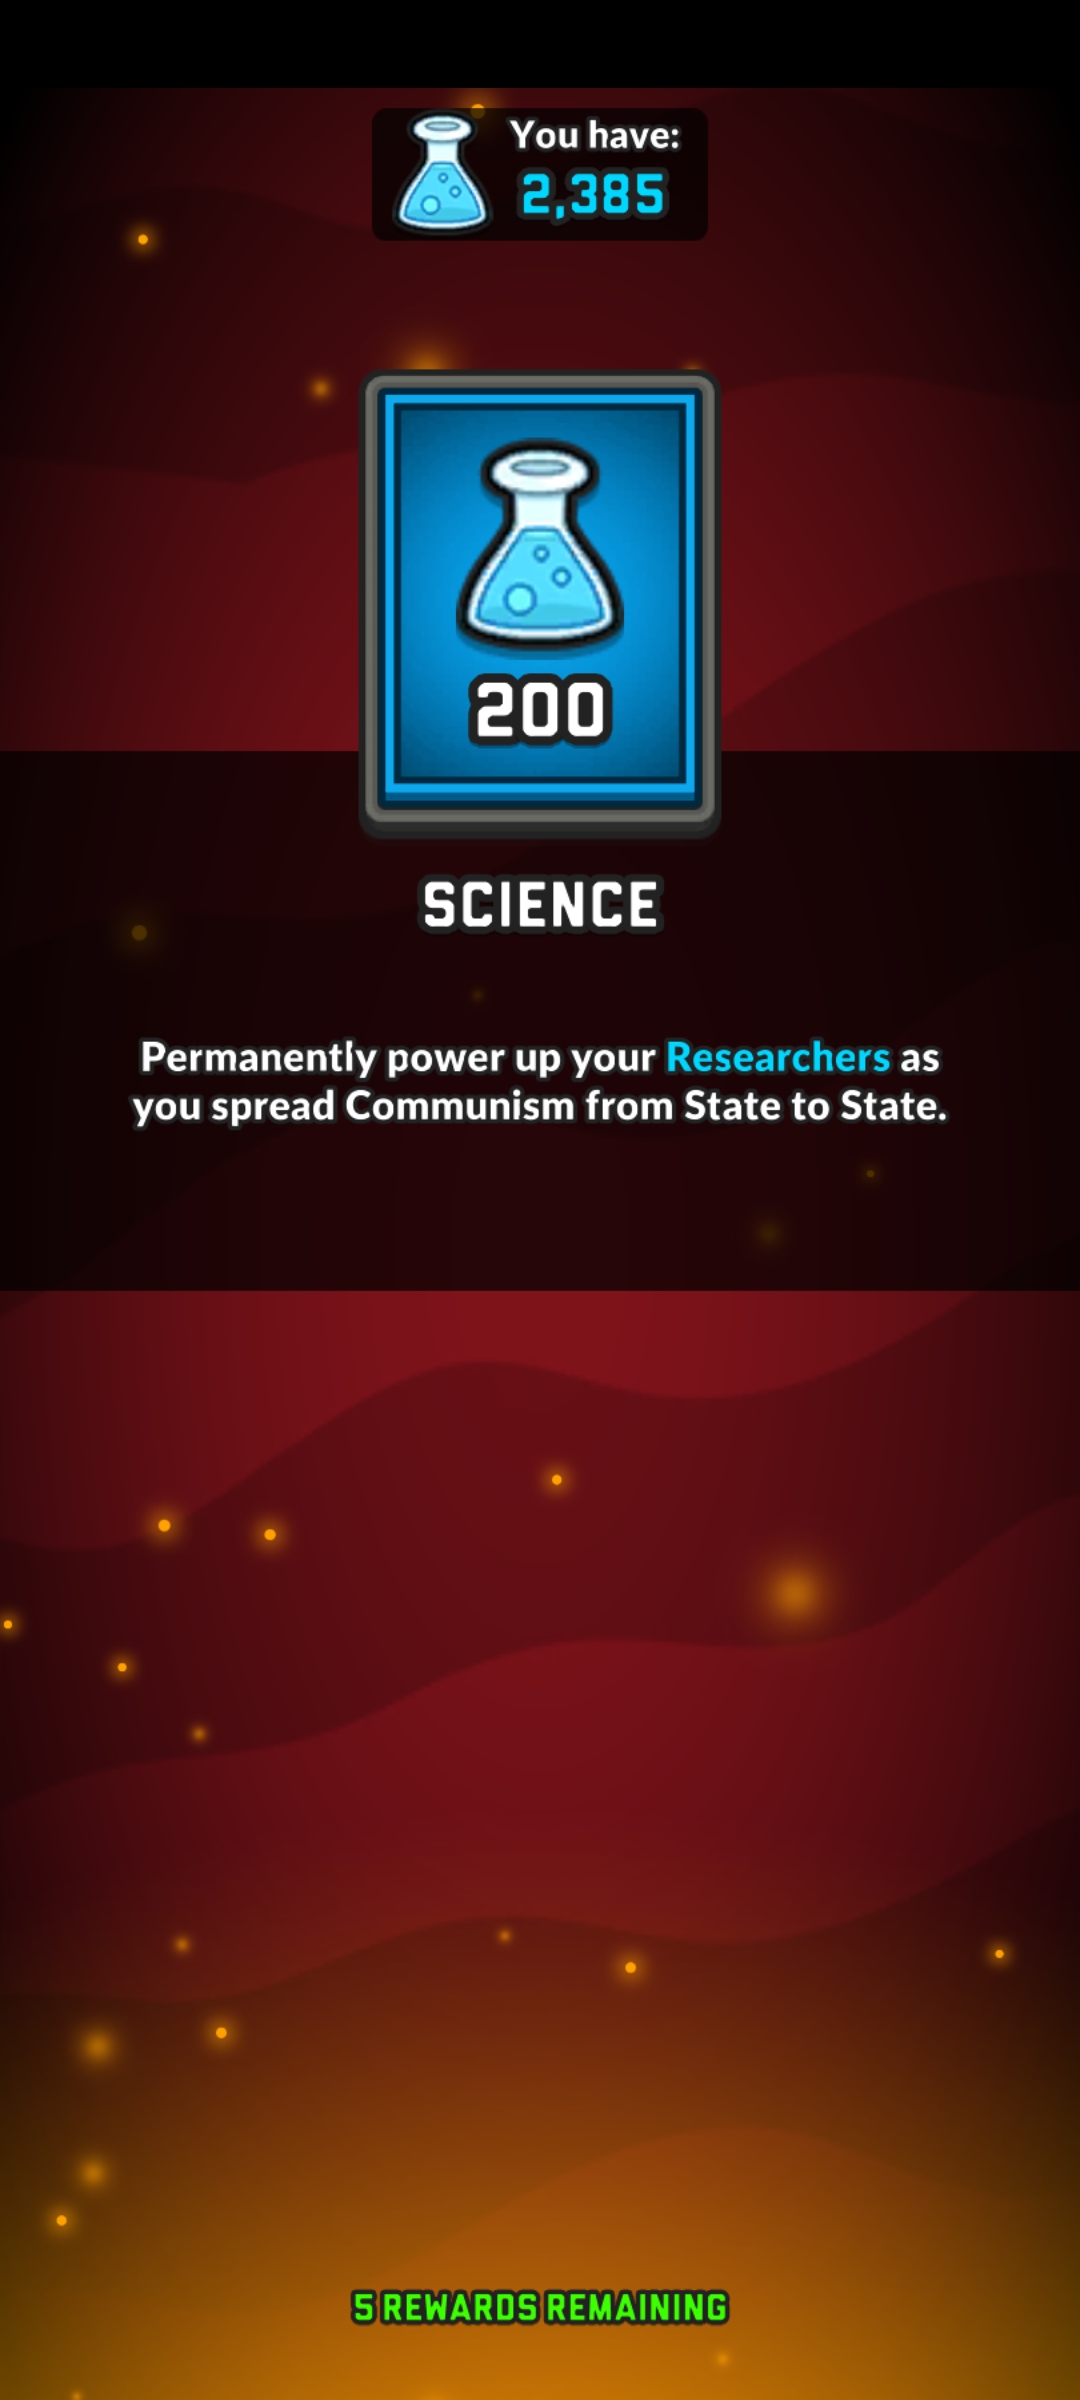 You have:
2,385
200
SCIENCE
Permanently power up your Researchers as
you spread Communism from State to State.
5 REWARDS REMAINING